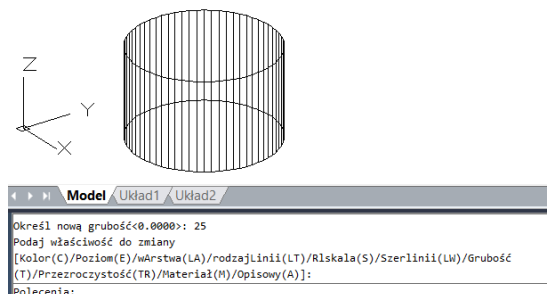 Z
Y
X
Model Układ1 Układ2
Określ nową grubość<0.0000>: 25
Podaj właściwość do zmiany
[Kolor(C)/Poziom(E)/wArstwa(LA)/rodzajLinii(LT)/RlskaIa(S)/Szerlinii(LW)/Grubość
(T)/Przezroczystość(TR)/Materiał(M)/Opisowy(A)]:
Polecenia: